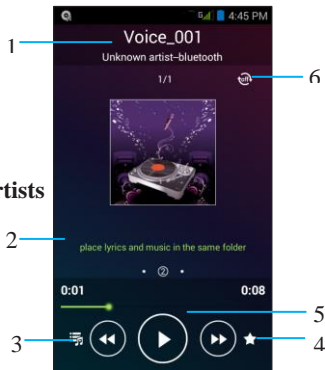 4:45 PM
1
Voice_001
Unknown artist–bluetooth
1/1
off
6
rtists
2
place lyrics and music in the same folder
②
0:01
0:08
5
3
4